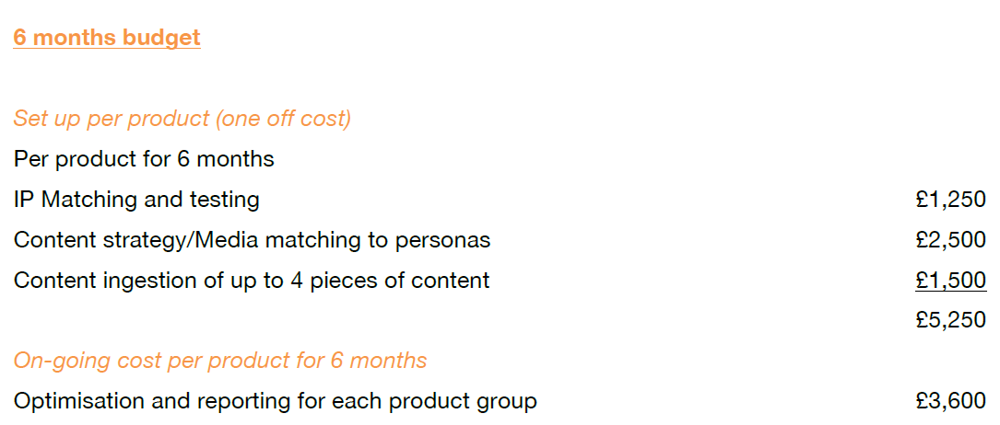 6 months budget
Set up per product (one off cost)
Per product for 6 months
IP Matching and testing £1,250
Content strategy/Media matching to personas £2,500
Content ingestion of up to 4 pieces of content £1,500
£5,250
On-going cost per product for 6 months
Optimisation and reporting for each product group £3,600